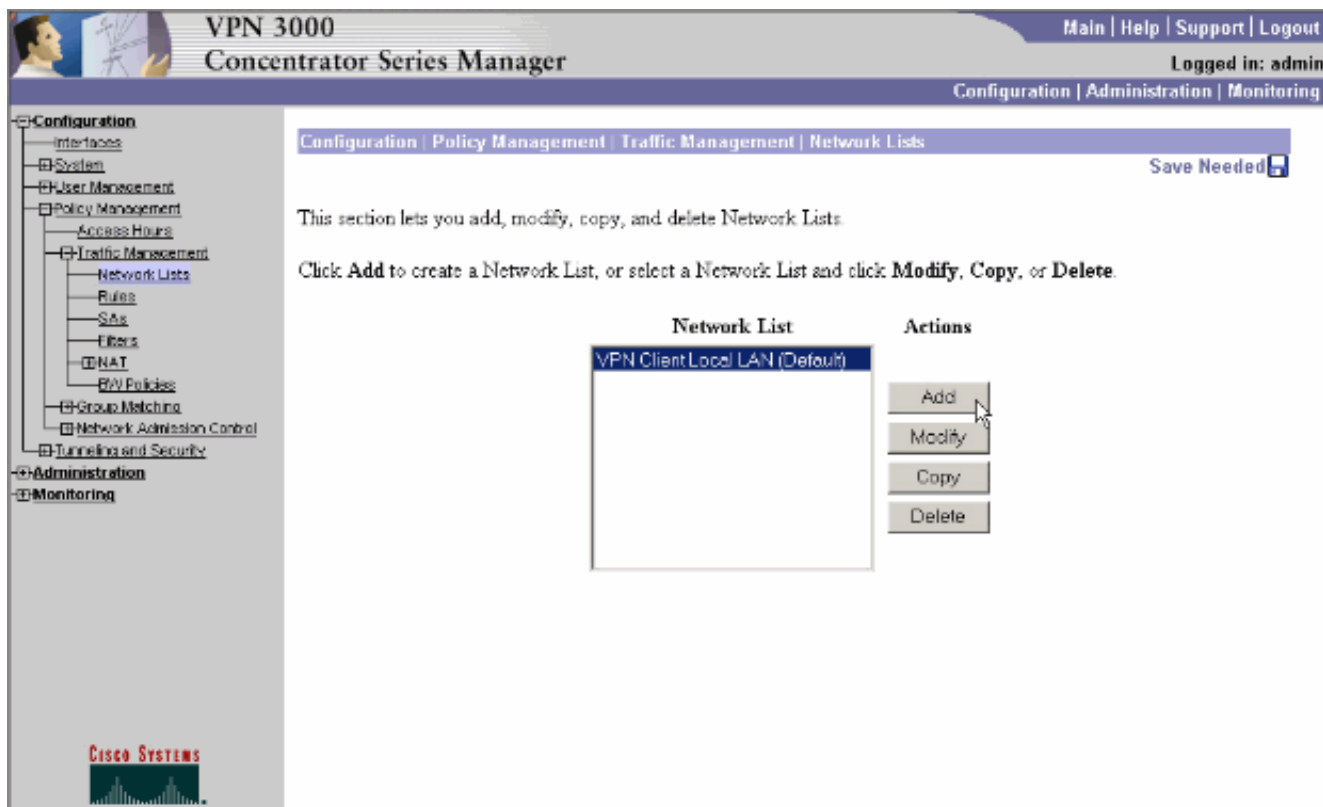 VPN 3000
Concentrator Series Manager
Main | Help | Support | Logout
Logged in: admin
Configuration | Administration | Monitoring
Configuration
Interfaces
System
User Management
Policy Management
Access Hours
Traffic Management
Network Lists
Rules
SAs
Filters
NAT
BW Policies
Group Matching
Network Admission Control
Tunneling and Security
Administration
Monitoring
Configuration | Policy Management | Traffic Management | Network Lists
Save Needed
This section lets you add, modify, copy, and delete Network Lists.
Click Add to create a Network List, or select a Network List and click Modify, Copy, or Delete.
Network List
Actions
VPN Client Local LAN (Default)
Add
Modify
Copy
Delete
CISCO SYSTEMS